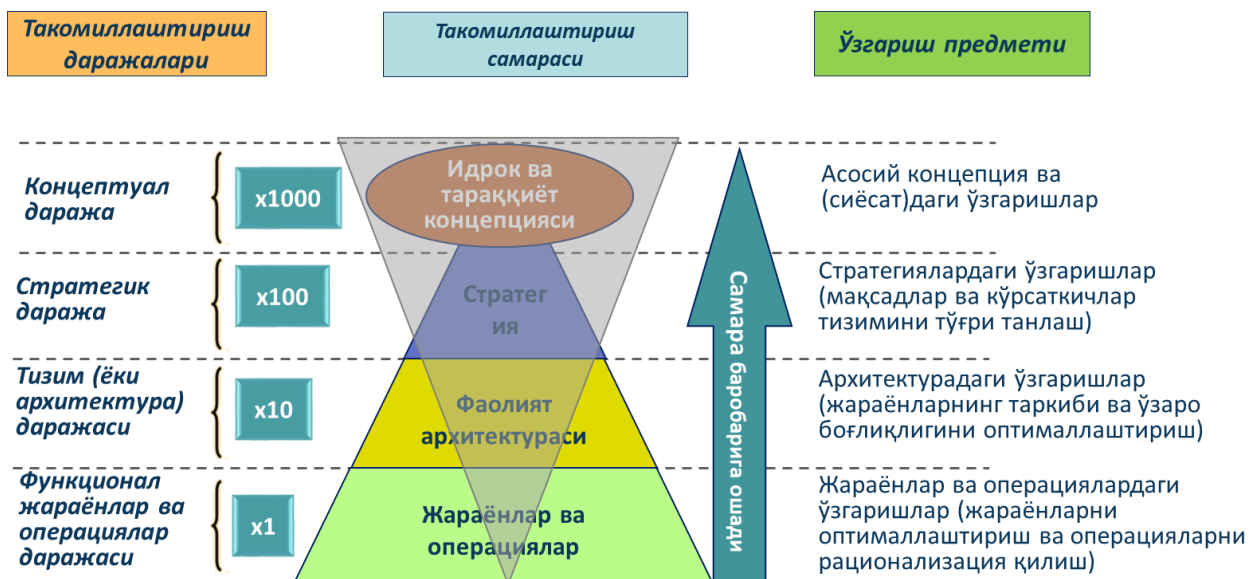 Такомиллаштириш
даражалари
Такомиллаштириш
самараси
Ўзгариш предмети
Концептуал
даража
x1000
Идрок ва
тараққиёт
концепцияси
Асосий концепция ва
(сиёсат)даги ўзгаришлар
Стратегик
даража
x100
Стратег
ия
Стратегиялардаги ўзгаришлар
(мақсадлар ва кўрсаткичлар
тизимини тўғри танлаш)
Тизим (ёки
архитектура)
даражаси
x10
Фаолият
архитектураси
Архитектурадаги ўзгаришлар
(жараёнларнинг таркиби ва ўзаро
боғлиқлигини оптималлаштириш)
Функционал
жараёнлар ва
операциялар
даражаси
x1
Жараёнлар ва
операциялар
Самара баробарига ошади
Жараёнлар ва операциялардаги
ўзгаришлар (жараёнларни
оптималлаштириш ва операцияларни
рационализация қилиш)